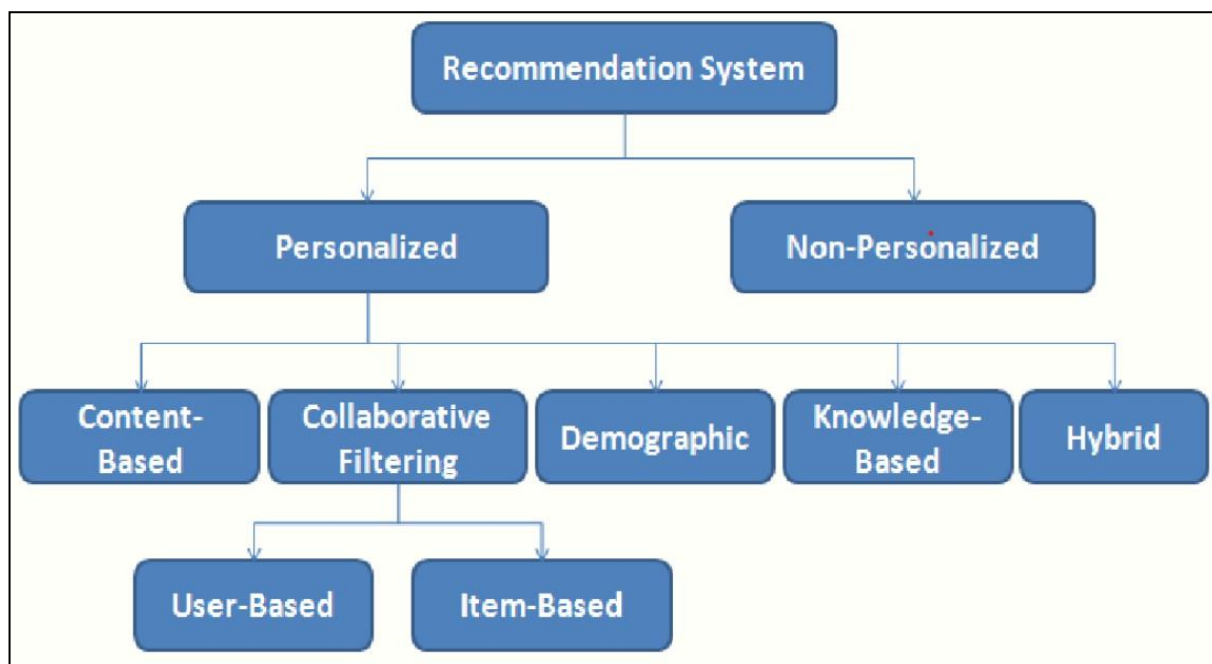 Recommendation System
Personalized
Non-Personalized
Content-
Based
Collaborative
Filtering
Demographic
Knowledge-
Based
Hybrid
User-Based
Item-Based